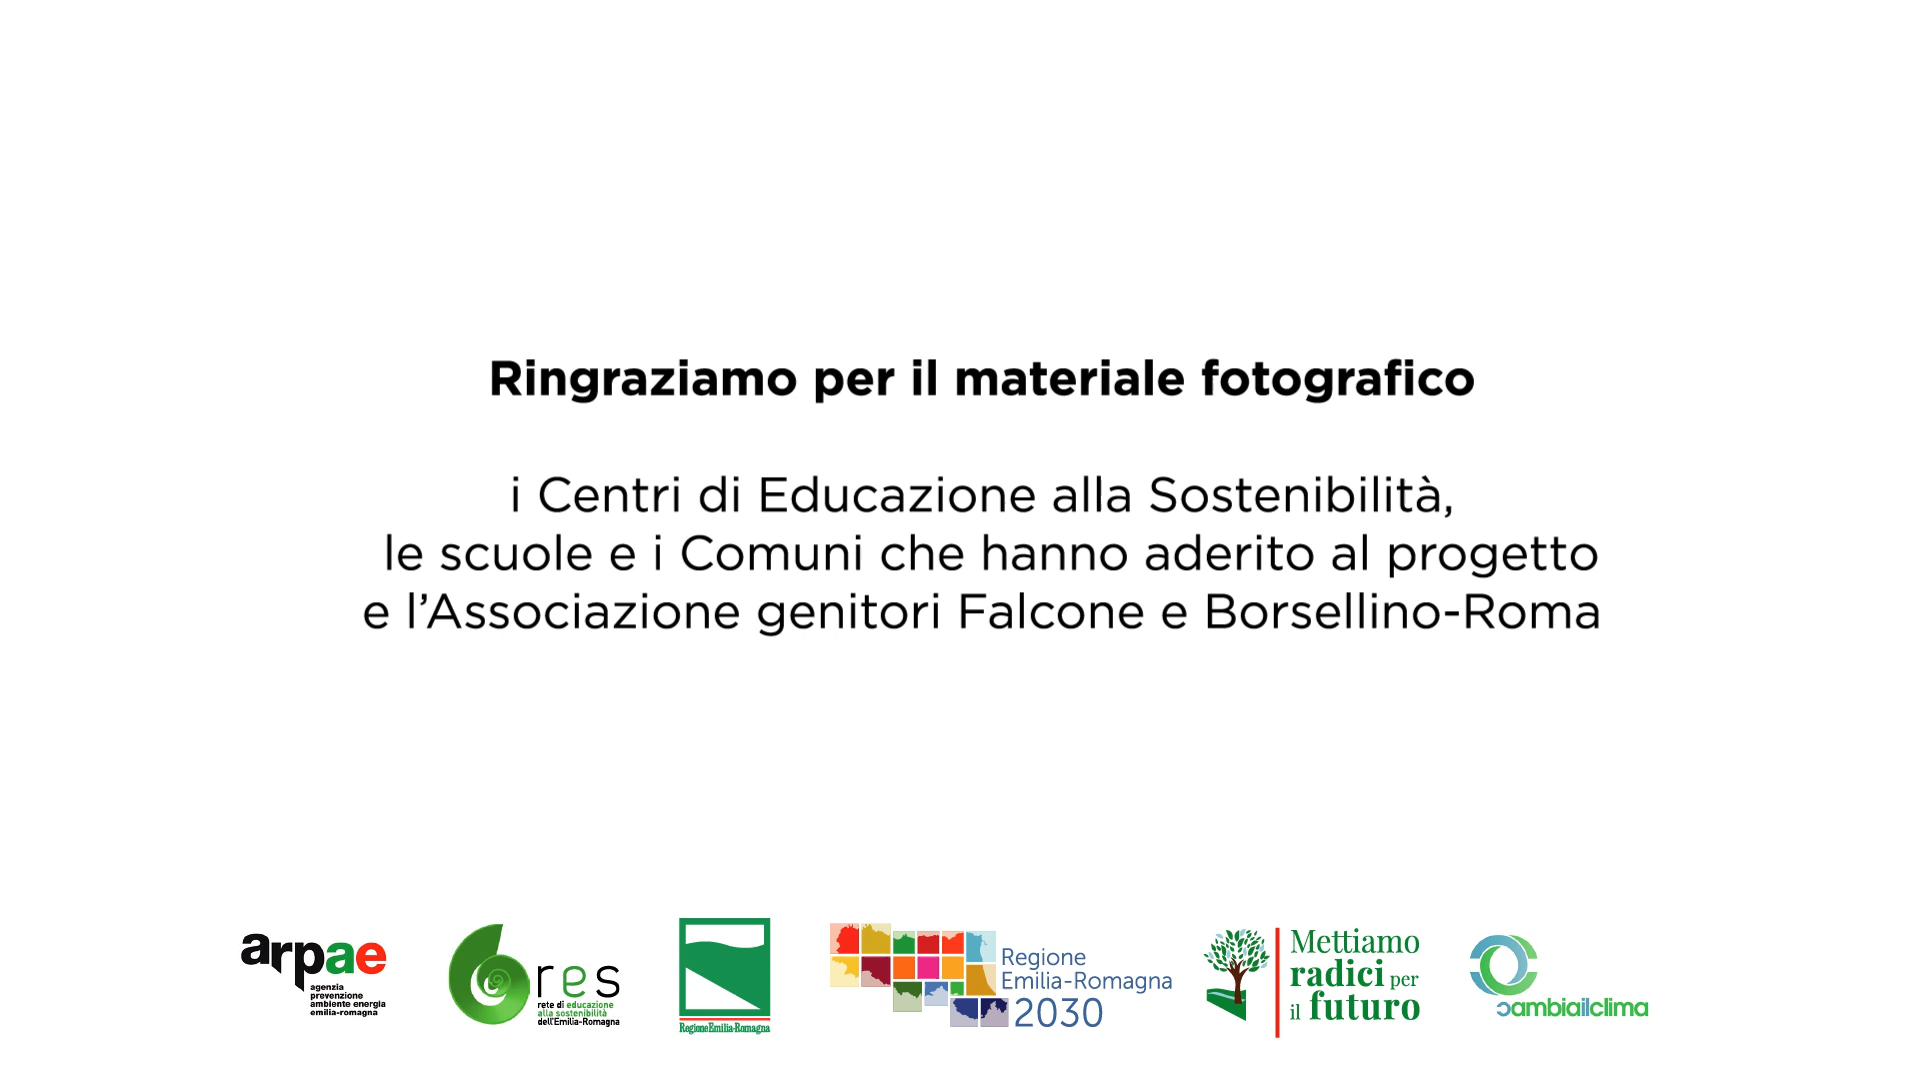 Ringraziamo per il materiale fotografico
i Centri di Educazione alla Sostenibilità,
le scuole e i Comuni che hanno aderito al progetto
e l’Associazione genitori Falcone e Borsellino-Roma
arpae
agenzia
prevenzione
ambiente energia
emilia-romagna
res
rete di educazione
alla sostenibilità
dell'Emilia-Romagna
RegioneEmilia-Romagna
Regione
Emilia-Romagna
2030
Mettiamo
radici per
il futuro
cambiailclima